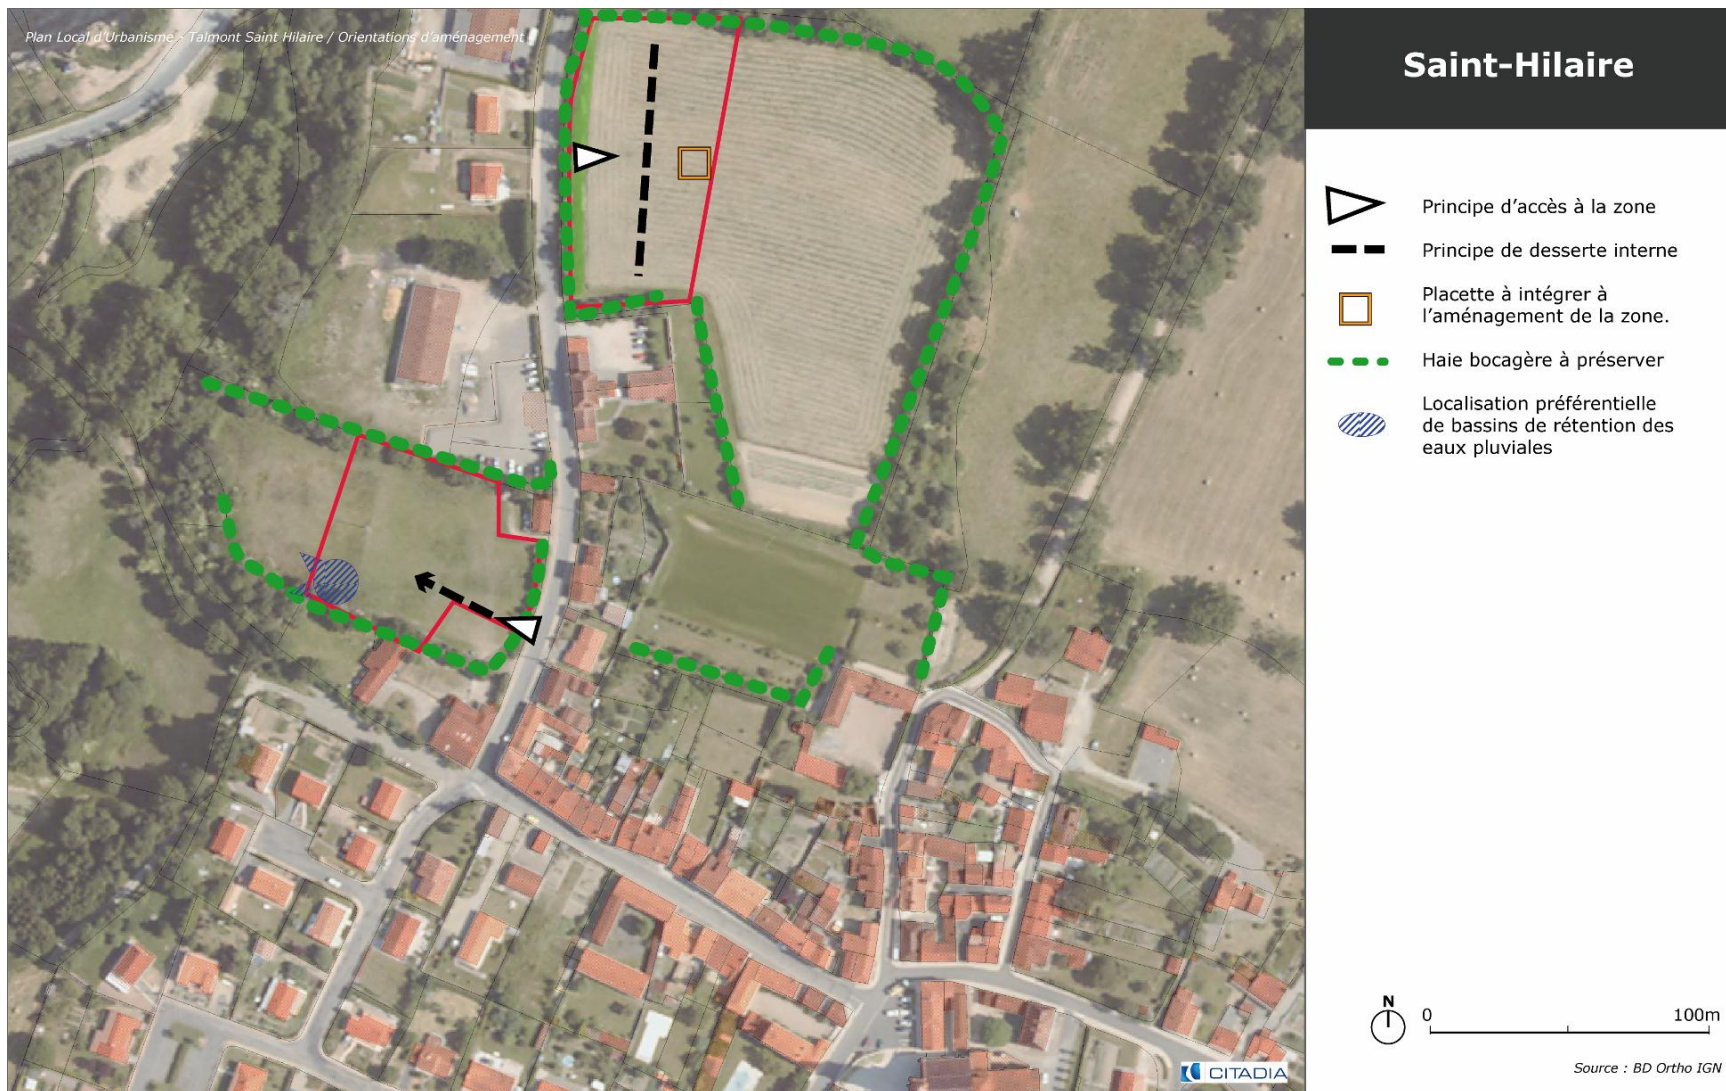 Plan Local d'Urbanisme - Talmont Saint Hilaire / Orientations d'aménagement
Saint-Hilaire
Principe d'accès à la zone
Principe de desserte interne
Placette à intégrer à
l'aménagement de la zone.
Haie bocagère à préserver
Localisation préférentielle
de bassins de rétention des
eaux pluviales
N
0
100m
Source : BD Ortho IGN
CITADIA